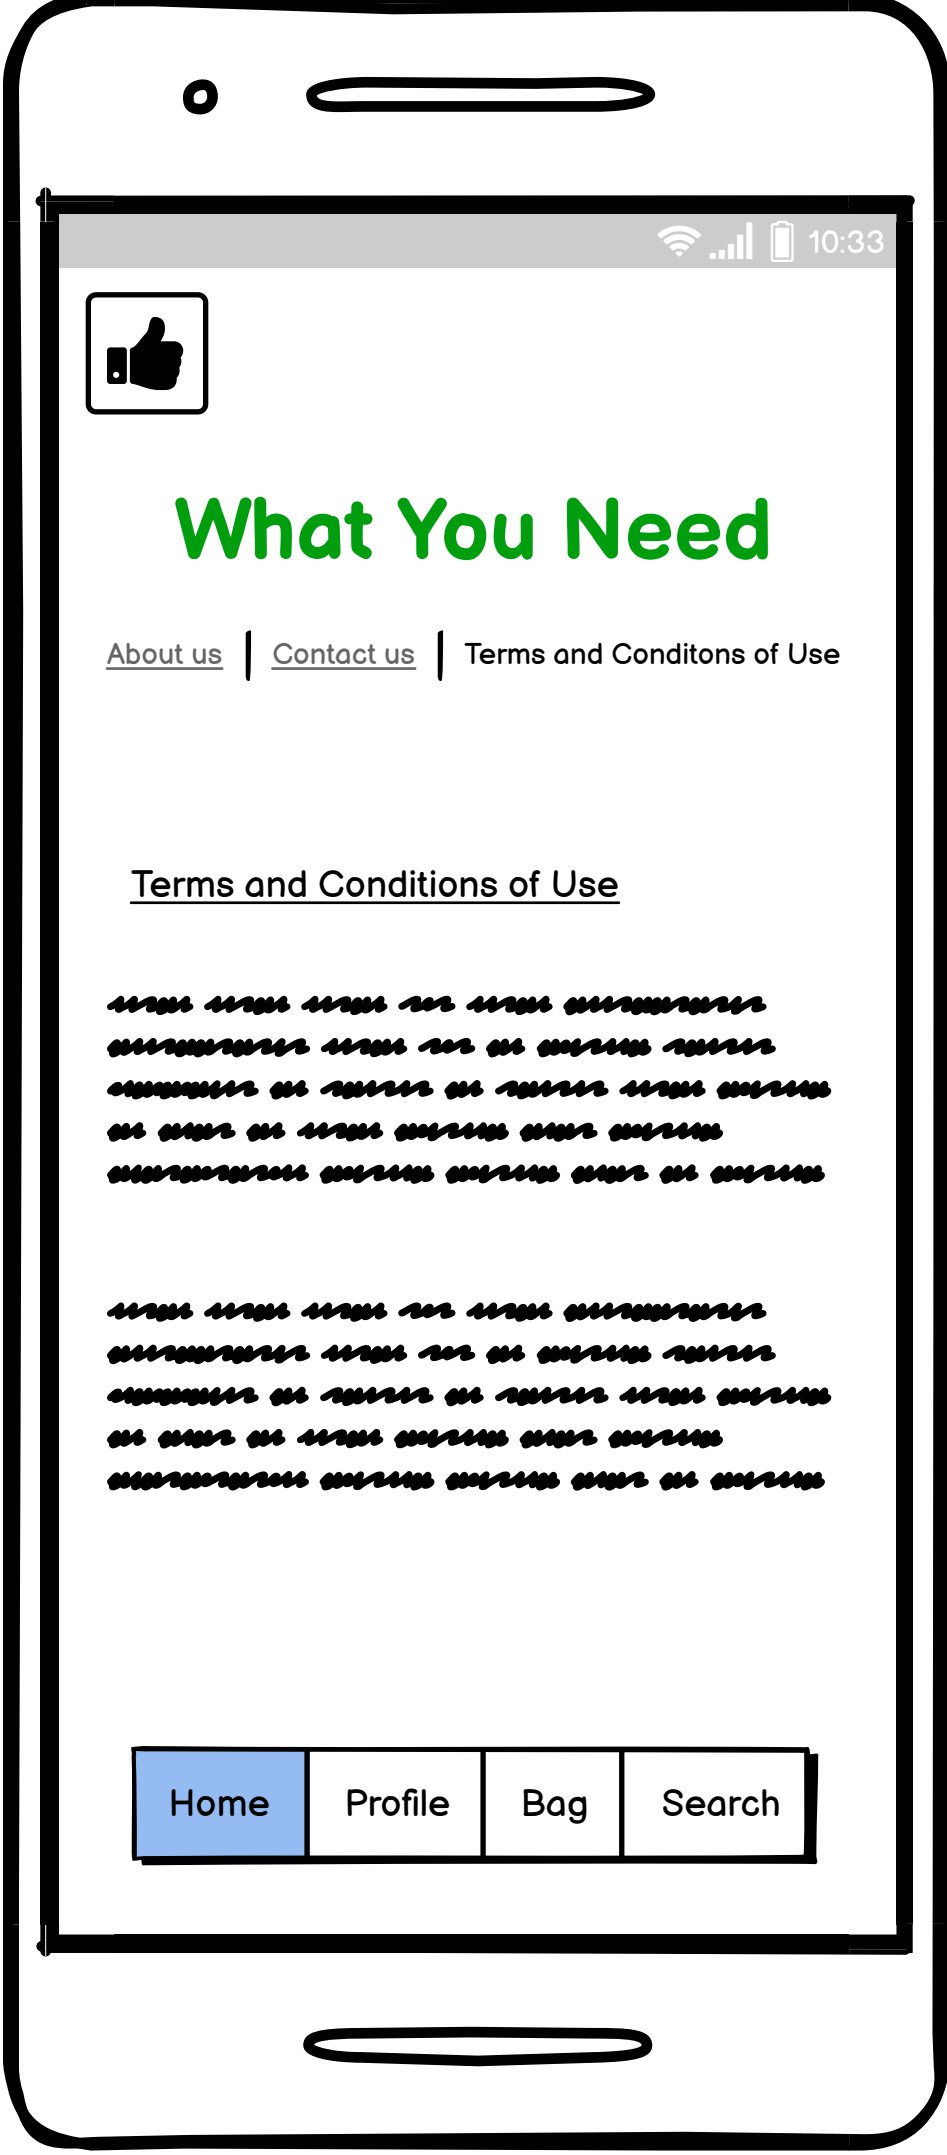 10:33
What You Need
About us | Contact us | Terms and Conditons of Use
Terms and Conditions of Use
Home Profile Bag Search